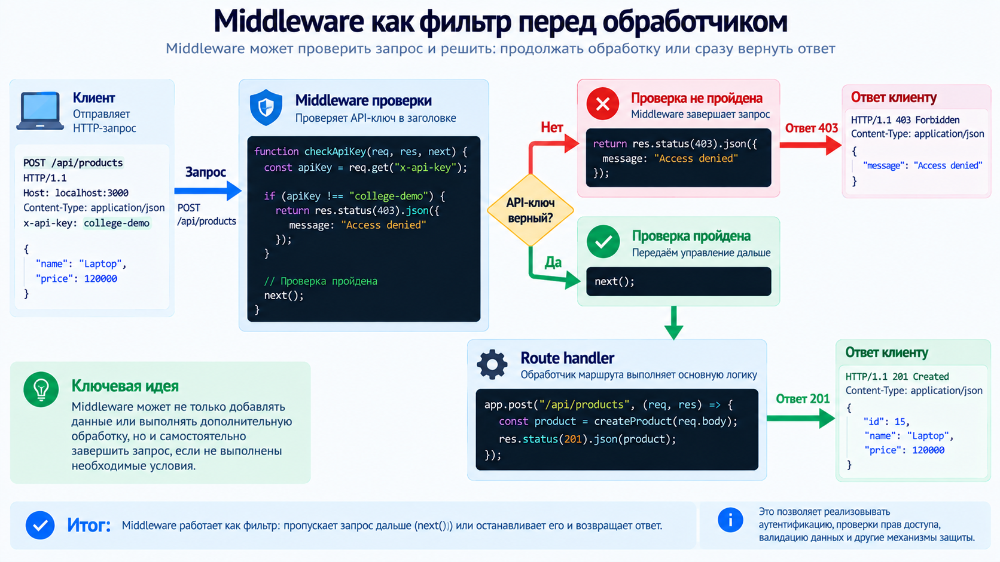 Middleware как фильтр перед обработчиком
Middleware может проверить запрос и решить: продолжать обработку или сразу вернуть ответ
Клиент
Отправляет
HTTP-запрос
POST /api/products
HTTP/1.1
Host: localhost:3000
Content-Type: application/json
x-api-key: college-demo
{
"name": "Laptop",
"price": 120000
}
Запрос
POST
/api/products
Middleware проверки
Проверяет API-ключ в заголовке
function checkApiKey(req, res, next) {
const apiKey = req.get("x-api-key");
if (apiKey !== "college-demo") {
return res.status(403).json({
message: "Access denied"
});
}
// Проверка пройдена
next();
}
API-ключ
верный?
Нет
Проверка не пройдена
Middleware завершает запрос
return res.status(403).json({
message: "Access denied"
});
Ответ 403
Ответ клиенту
HTTP/1.1 403 Forbidden
Content-Type: application/json
{
"message": "Access denied"
}
Да
Проверка пройдена
Передаём управление дальше
next();
Route handler
Обработчик маршрута выполняет основную логику
app.post("/api/products", (req, res) => {
const product = createProduct(req.body);
res.status(201).json(product);
});
Ответ 201
Ответ клиенту
HTTP/1.1 201 Created
Content-Type: application/json
{
"id": 15,
"name": "Laptop",
"price": 120000
}
Ключевая идея
Middleware может не только добавлять
данные или выполнять дополнительную
обработку, но и самостоятельно
завершить запрос, если не выполнены
необходимые условия.
Итог:
Middleware работает как фильтр: пропускает запрос дальше (next()) или останавливает его и возвращает ответ.
Это позволяет реализовывать
аутентификацию, проверки прав доступа,
валидацию данных и другие механизмы защиты.